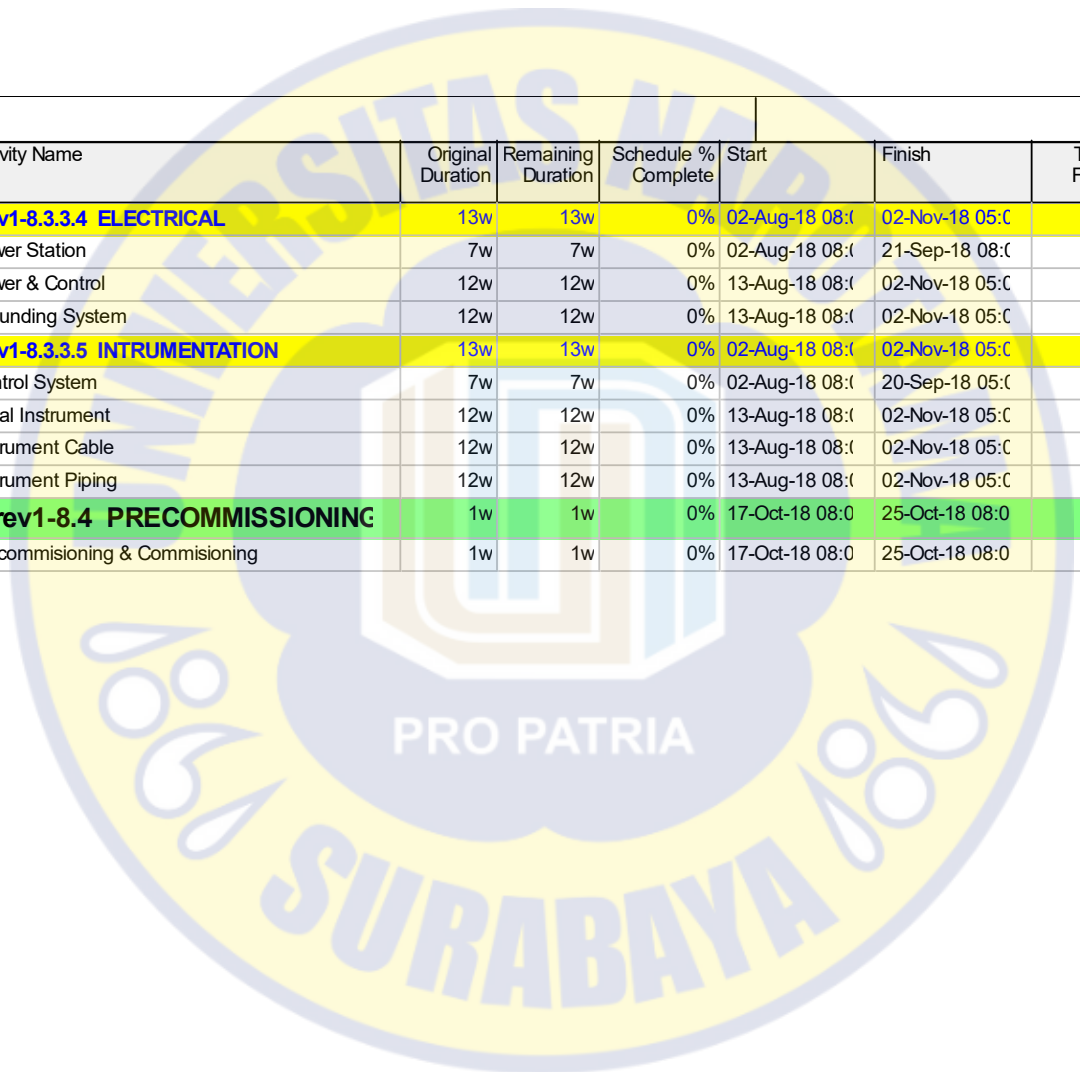 vity Name Original Remaining Schedule % Start Finish T
Duration Duration Complete F
v1-8.3.3.4 ELECTRICAL 13w 13w 0% 02-Aug-18 08:0 02-Nov-18 05:0
wer Station 7w 7w 0% 02-Aug-18 08:0 21-Sep-18 08:0
wer & Control 12w 12w 0% 13-Aug-18 08:0 02-Nov-18 05:0
unding System 12w 12w 0% 13-Aug-18 08:0 02-Nov-18 05:0
v1-8.3.3.5 INTRUMENTATION 13w 13w 0% 02-Aug-18 08:0 02-Nov-18 05:0
ntrol System 7w 7w 0% 02-Aug-18 08:0 20-Sep-18 05:0
al Instrument 12w 12w 0% 13-Aug-18 08:0 02-Nov-18 05:0
trument Cable 12w 12w 0% 13-Aug-18 08:0 02-Nov-18 05:0
trument Piping 12w 12w 0% 13-Aug-18 08:0 02-Nov-18 05:0
rev1-8.4 PRECOMMISSIONING 1w 1w 0% 17-Oct-18 08:0 25-Oct-18 08:0
commisioning & Commisioning 1w 1w 0% 17-Oct-18 08:0 25-Oct-18 08:0
UNIVERSITAS NAROTAMA
PRO PATRIA
1981 1981
SURABAYA